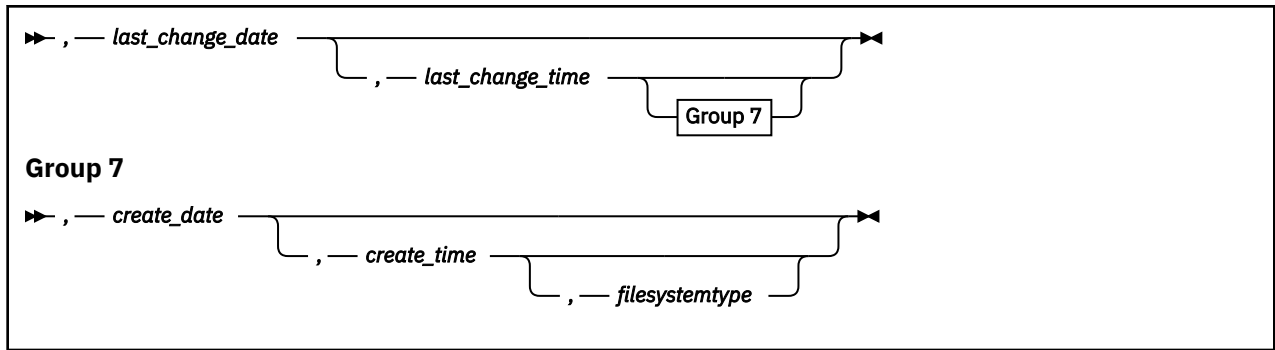 , last_change_date
, last_change_time
Group 7
Group 7
, create_date
, create_time
, filesystemtype